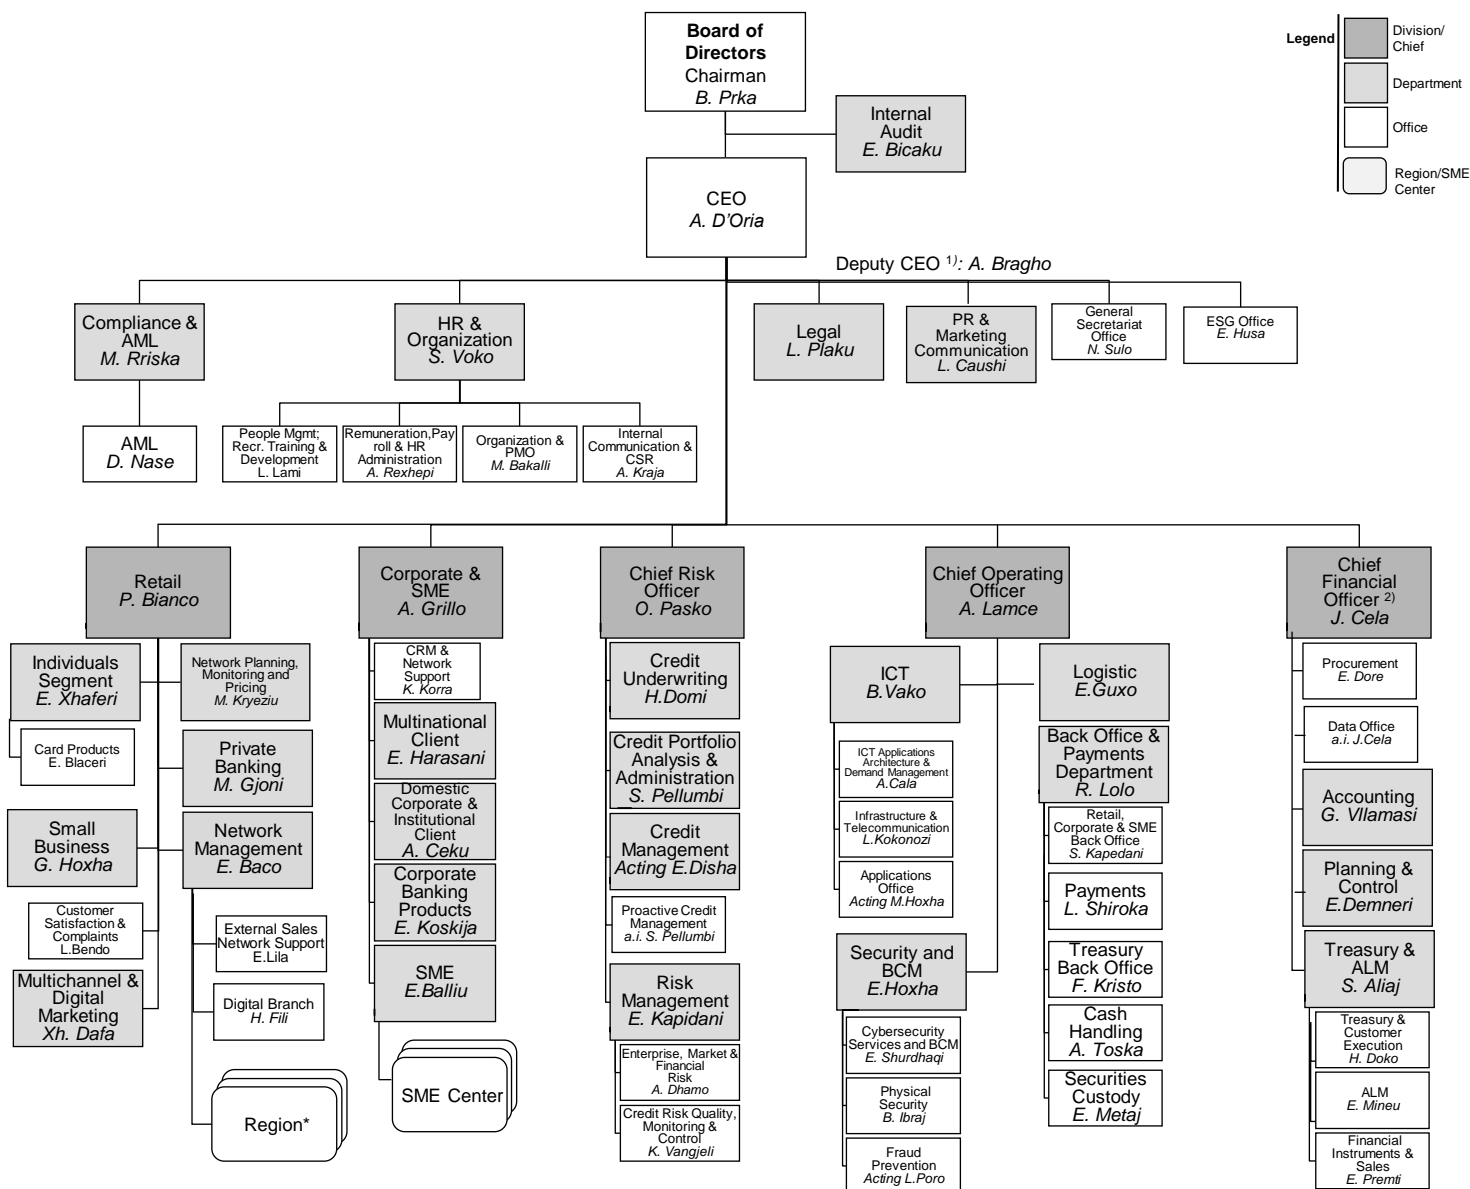 Board of
Directors
Chairman
B. Prka
Legend
Division/
Chief
Department
Office
Region/SME
Center
Internal
Audit
E. Bicaku
CEO
A. D'Oria
Deputy CEO 1): A. Bragho
Compliance &
AML
M. Rriska
HR &
Organization
S. Voko
Legal
L. Plaku
PR &
Marketing
Communication
L. Caushi
General
Secretariat
Office
N. Sulo
ESG Office
E. Husa
AML
D. Nase
People Mgmt;
Recr. Training &
Development
L. Lami
Remuneration,Pay
roll & HR
Administration
A. Rexhepi
Organization &
PMO
M. Bakalli
Internal
Communication &
CSR
A. Kraja
Retail
P. Bianco
Corporate &
SME
A. Grillo
Chief Risk
Officer
O. Pasko
Chief Operating
Officer
A. Lamce
Chief
Financial
Officer 2)
J. Cela
Individuals
Segment
E. Xhaferi
Network Planning,
Monitoring and
Pricing
M. Kryeziu
Card Products
E. Blaceri
Private
Banking
M. Gjoni
Small
Business
G. Hoxha
Network
Management
E. Baco
Customer
Satisfaction &
Complaints
L.Bendo
External Sales
Network Support
E.Lila
Multichannel &
Digital
Marketing
Xh. Dafa
Digital Branch
H. Fili
Region*
CRM &
Network
Support
K. Korra
Multinational
Client
E. Harasani
Domestic
Corporate &
Institutional
Client
A. Ceku
Corporate
Banking
Products
E. Koskija
SME
E.Balliu
SME Center
Credit
Underwriting
H.Domi
Credit Portfolio
Analysis &
Administration
S. Pellumbi
Credit
Management
Acting E.Disha
Proactive Credit
Management
a.i. S. Pellumbi
Risk
Management
E. Kapidani
Enterprise, Market &
Financial
Risk
A. Dhamo
Credit Risk Quality,
Monitoring &
Control
K. Vangjeli
ICT
B.Vako
ICT Applications
Architecture &
Demand Management
A.Cala
Infrastructure &
Telecommunication
L.Kokonozi
Applications
Office
Acting M.Hoxha
Security and
BCM
E.Hoxha
Cybersecurity
Services and BCM
E. Shurdhaqi
Physical
Security
B. Ibraj
Fraud
Prevention
Acting L.Poro
Logistic
E.Guxo
Back Office &
Payments
Department
R. Lolo
Retail,
Corporate & SME
Back Office
S. Kapedani
Payments
L. Shiroka
Treasury
Back Office
F. Kristo
Cash
Handling
A. Toska
Securities
Custody
E. Metaj
Procurement
E. Dore
Data Office
a.i. J.Cela
Accounting
G. Vllamasi
Planning &
Control
E.Demneri
Treasury &
ALM
S. Aliaj
Treasury &
Customer
Execution
H. Doko
ALM
E. Mineu
Financial
Instruments &
Sales
E. Premti